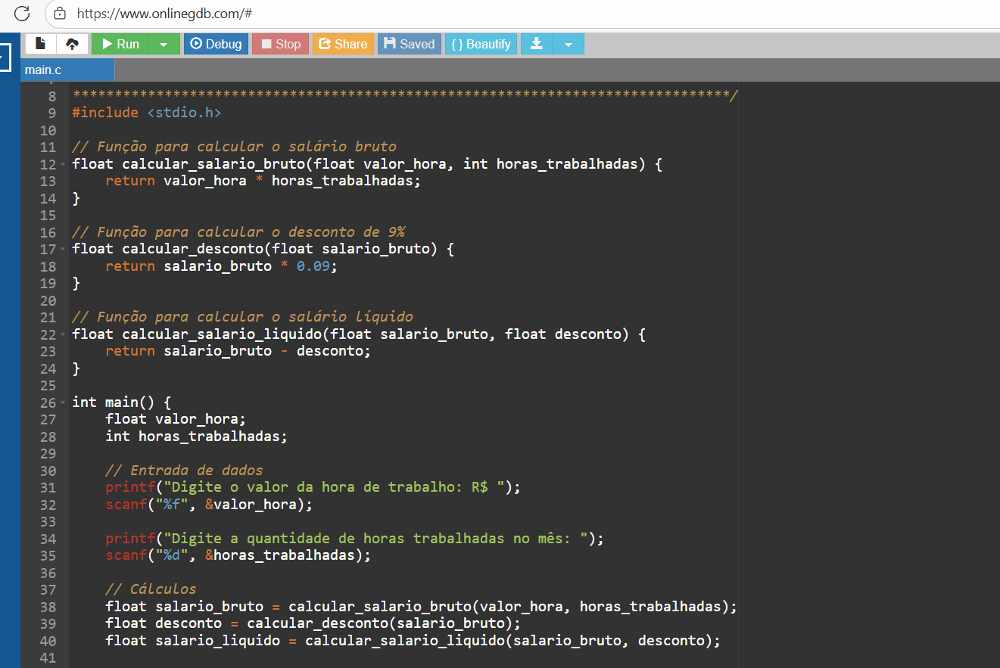 https://www.onlinegdb.com/#
Run Debug Stop Share Saved { } Beautify
main.c
8 *******************************************************************************/
9 #include <stdio.h>
10
11 // Função para calcular o salário bruto
12 float calcular_salario_bruto(float valor_hora, int horas_trabalhadas) {
13     return valor_hora * horas_trabalhadas;
14 }
15
16 // Função para calcular o desconto de 9%
17 float calcular_desconto(float salario_bruto) {
18     return salario_bruto * 0.09;
19 }
20
21 // Função para calcular o salário líquido
22 float calcular_salario_liquido(float salario_bruto, float desconto) {
23     return salario_bruto - desconto;
24 }
25
26 int main() {
27     float valor_hora;
28     int horas_trabalhadas;
29
30     // Entrada de dados
31     printf("Digite o valor da hora de trabalho: R$ ");
32     scanf("%f", &valor_hora);
33
34     printf("Digite a quantidade de horas trabalhadas no mês: ");
35     scanf("%d", &horas_trabalhadas);
36
37     // Cálculos
38     float salario_bruto = calcular_salario_bruto(valor_hora, horas_trabalhadas);
39     float desconto = calcular_desconto(salario_bruto);
40     float salario_liquido = calcular_salario_liquido(salario_bruto, desconto);
41